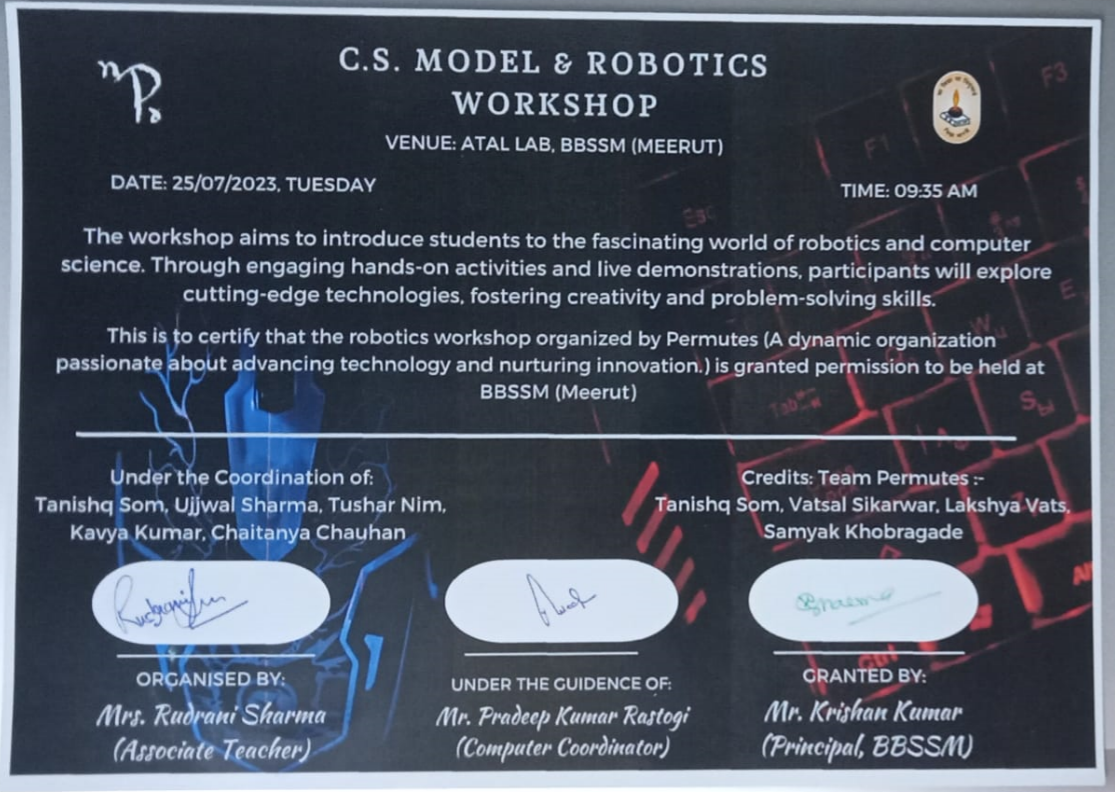 C.S. MODEL & ROBOTICS
WORKSHOP
VENUE: ATAL LAB, BBSSM (MEERUT)
DATE: 25/07/2023, TUESDAY
TIME: 09:35 AM
The workshop aims to introduce students to the fascinating world of robotics and computer
science. Through engaging hands-on activities and live demonstrations, participants will explore
cutting-edge technologies, fostering creativity and problem-solving skills.
This is to certify that the robotics workshop organized by Permutes (A dynamic organization
passionate about advancing technology and nurturing innovation.) is granted permission to be held at
BBSSM (Meerut)
Under the Coordination of:
Tanishq Som, Ujjwal Sharma, Tushar Nim,
Kavya Kumar, Chaitanya Chauhan
Credits: Team Permutes :-
Tanishq Som, Vatsal Sikarwar, Lakshya Vats,
Samyak Khobragade
ORGANISED BY:
Mrs. Rudrani Sharma
(Associate Teacher)
UNDER THE GUIDENCE OF:
Mr. Pradeep Kumar Rastogi
(Computer Coordinator)
GRANTED BY:
Mr. Krishan Kumar
(Principal, BBSSM)
F3
F1
Esc
E
W
Tab
S
A